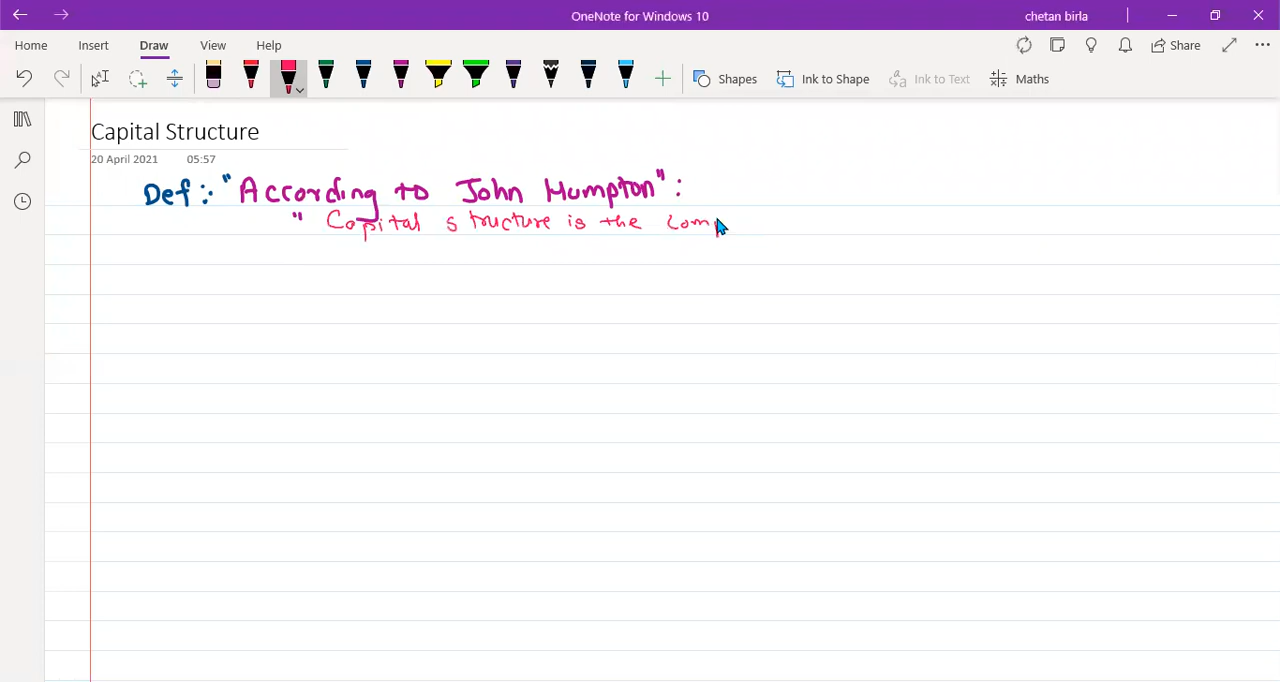 OneNote for Windows 10
chetan birla
Home Insert Draw View Help
Share
Shapes Ink to Shape Ink to Text Maths
Capital Structure
20 April 2021 05:57
Def:- "According to John Humpton":
" Capital structure is the comp